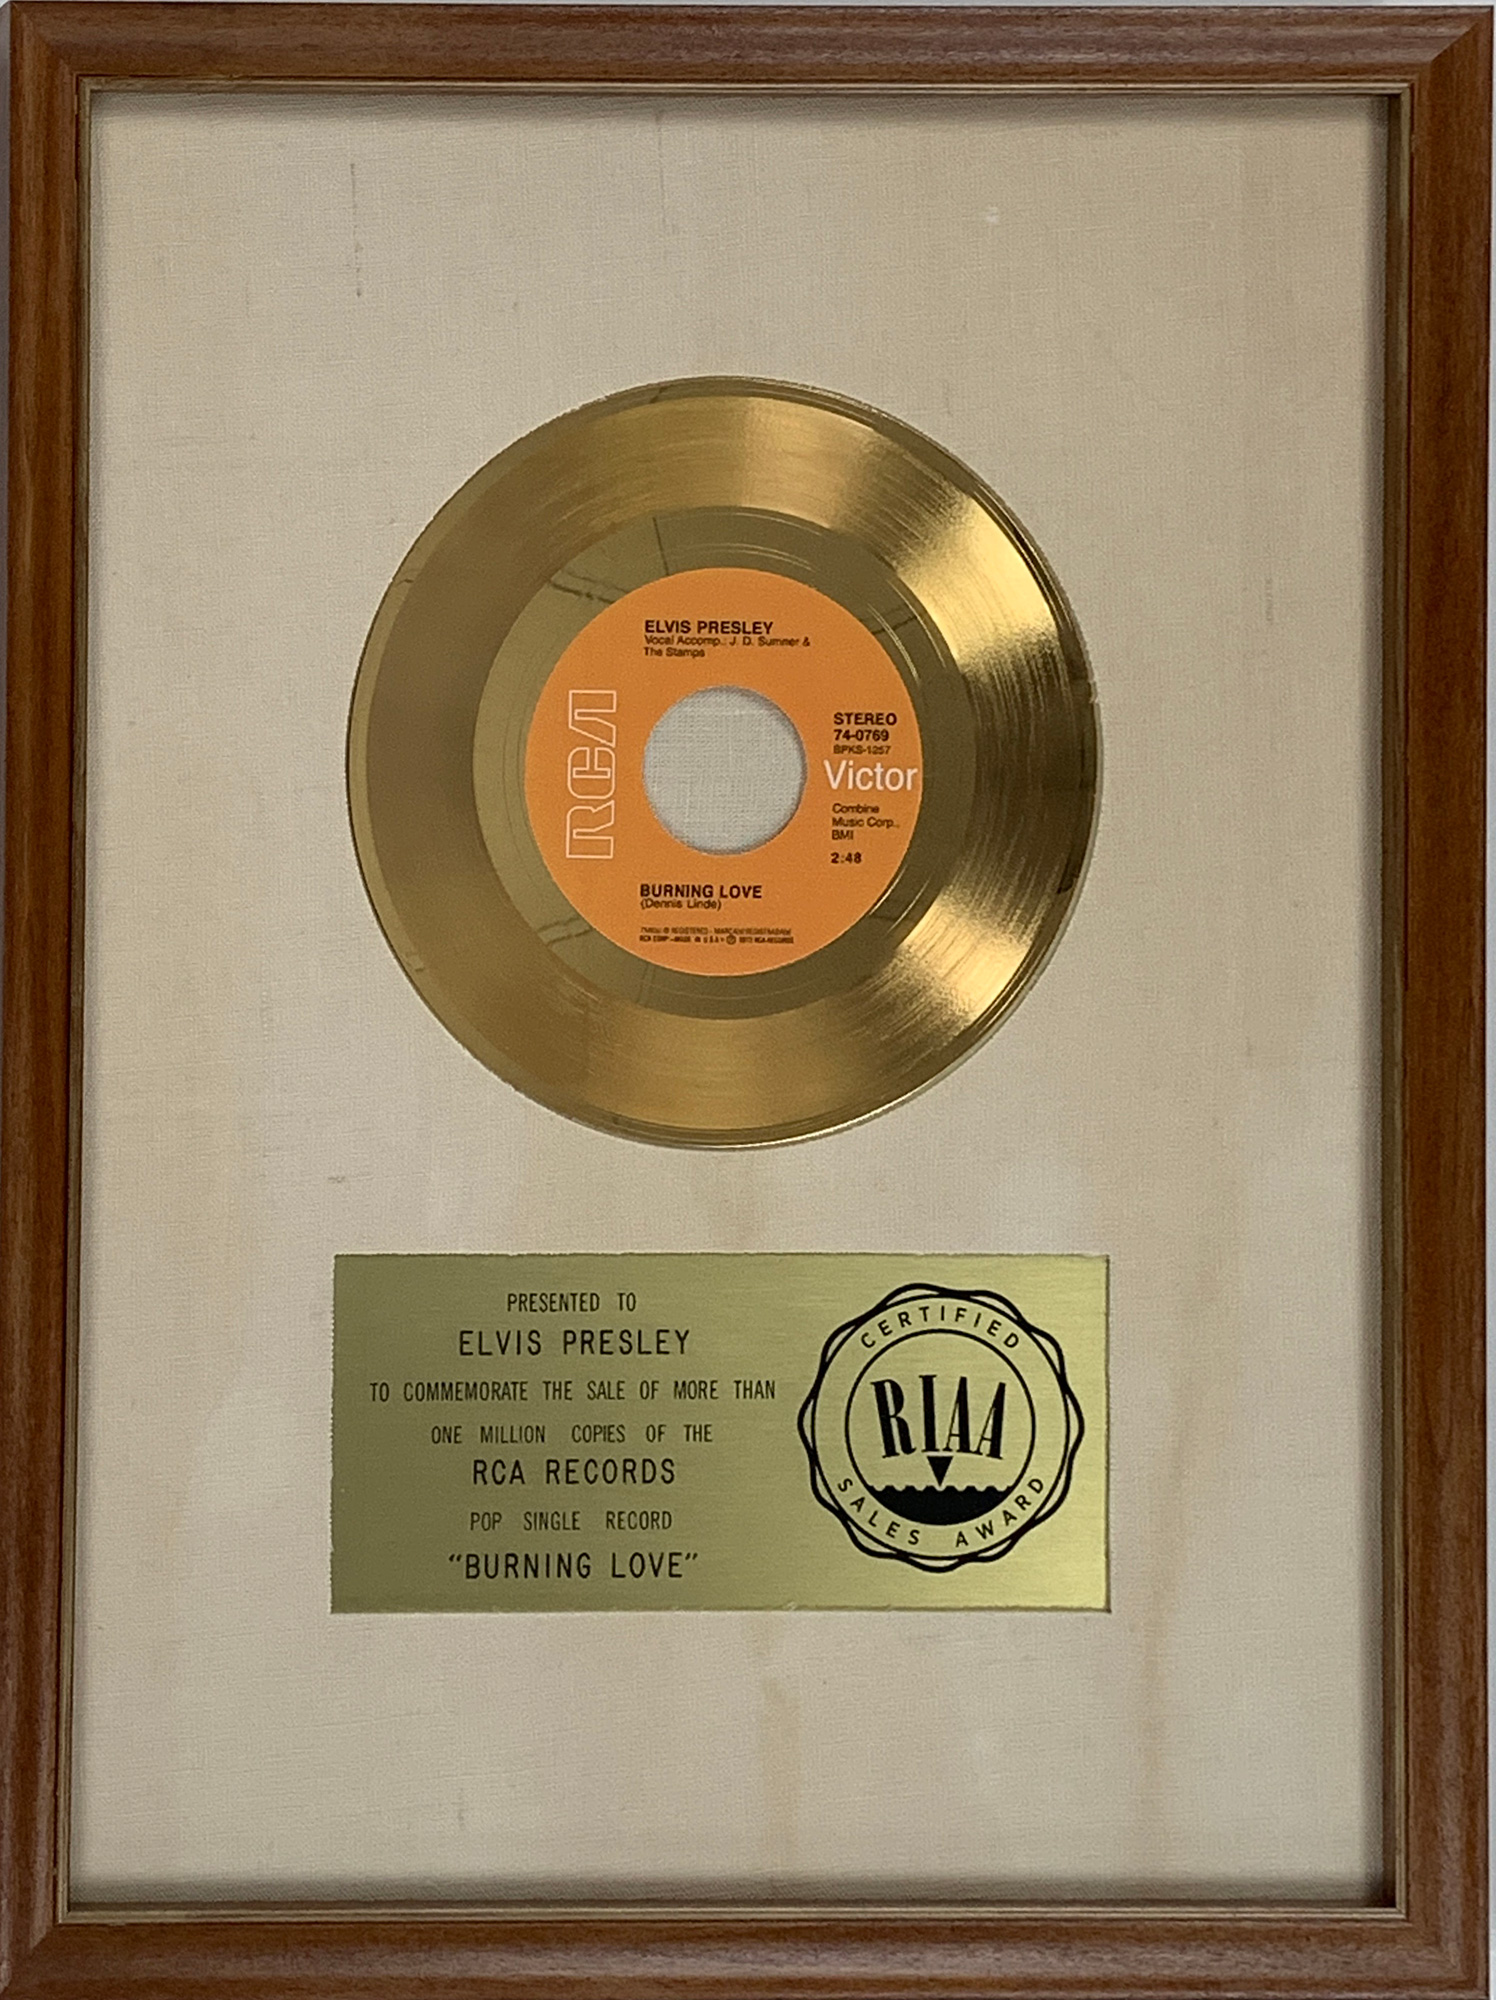 ELVIS PRESLEY
Vocal Accomp.: J. D. Sumner &
The Stamps
RCA
STEREO
74-0769
BPKS-1257
Victor
Combine
Music Corp.,
BMI
2:48
BURNING LOVE
(Dennis Linde)
PRESENTED TO
ELVIS PRESLEY
TO COMMEMORATE THE SALE OF MORE THAN
ONE MILLION COPIES OF THE
RCA RECORDS
POP SINGLE RECORD
"BURNING LOVE"
CERTIFIED
RIAA
SALES AWARD